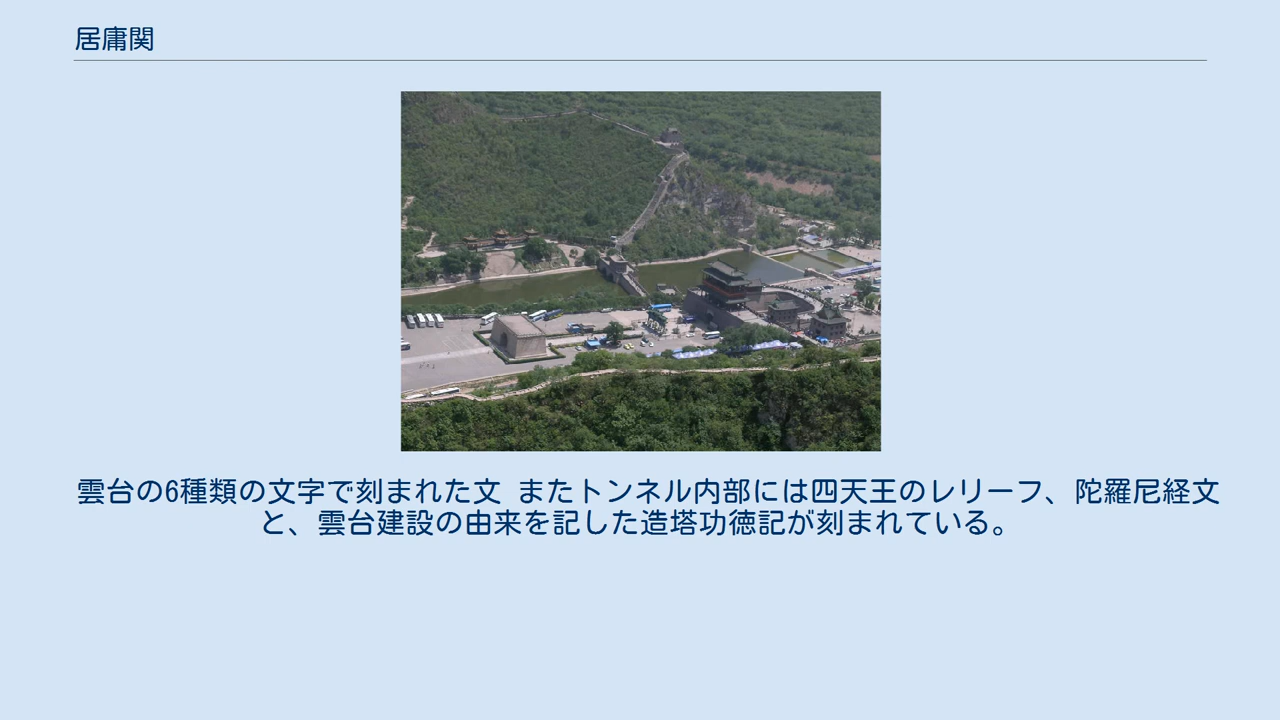 居庸関
雲台の6種類の文字で刻まれた文 またトンネル内部には四天王のレリーフ、陀羅尼経文
と、雲台建設の由来を記した造塔功徳記が刻まれている。